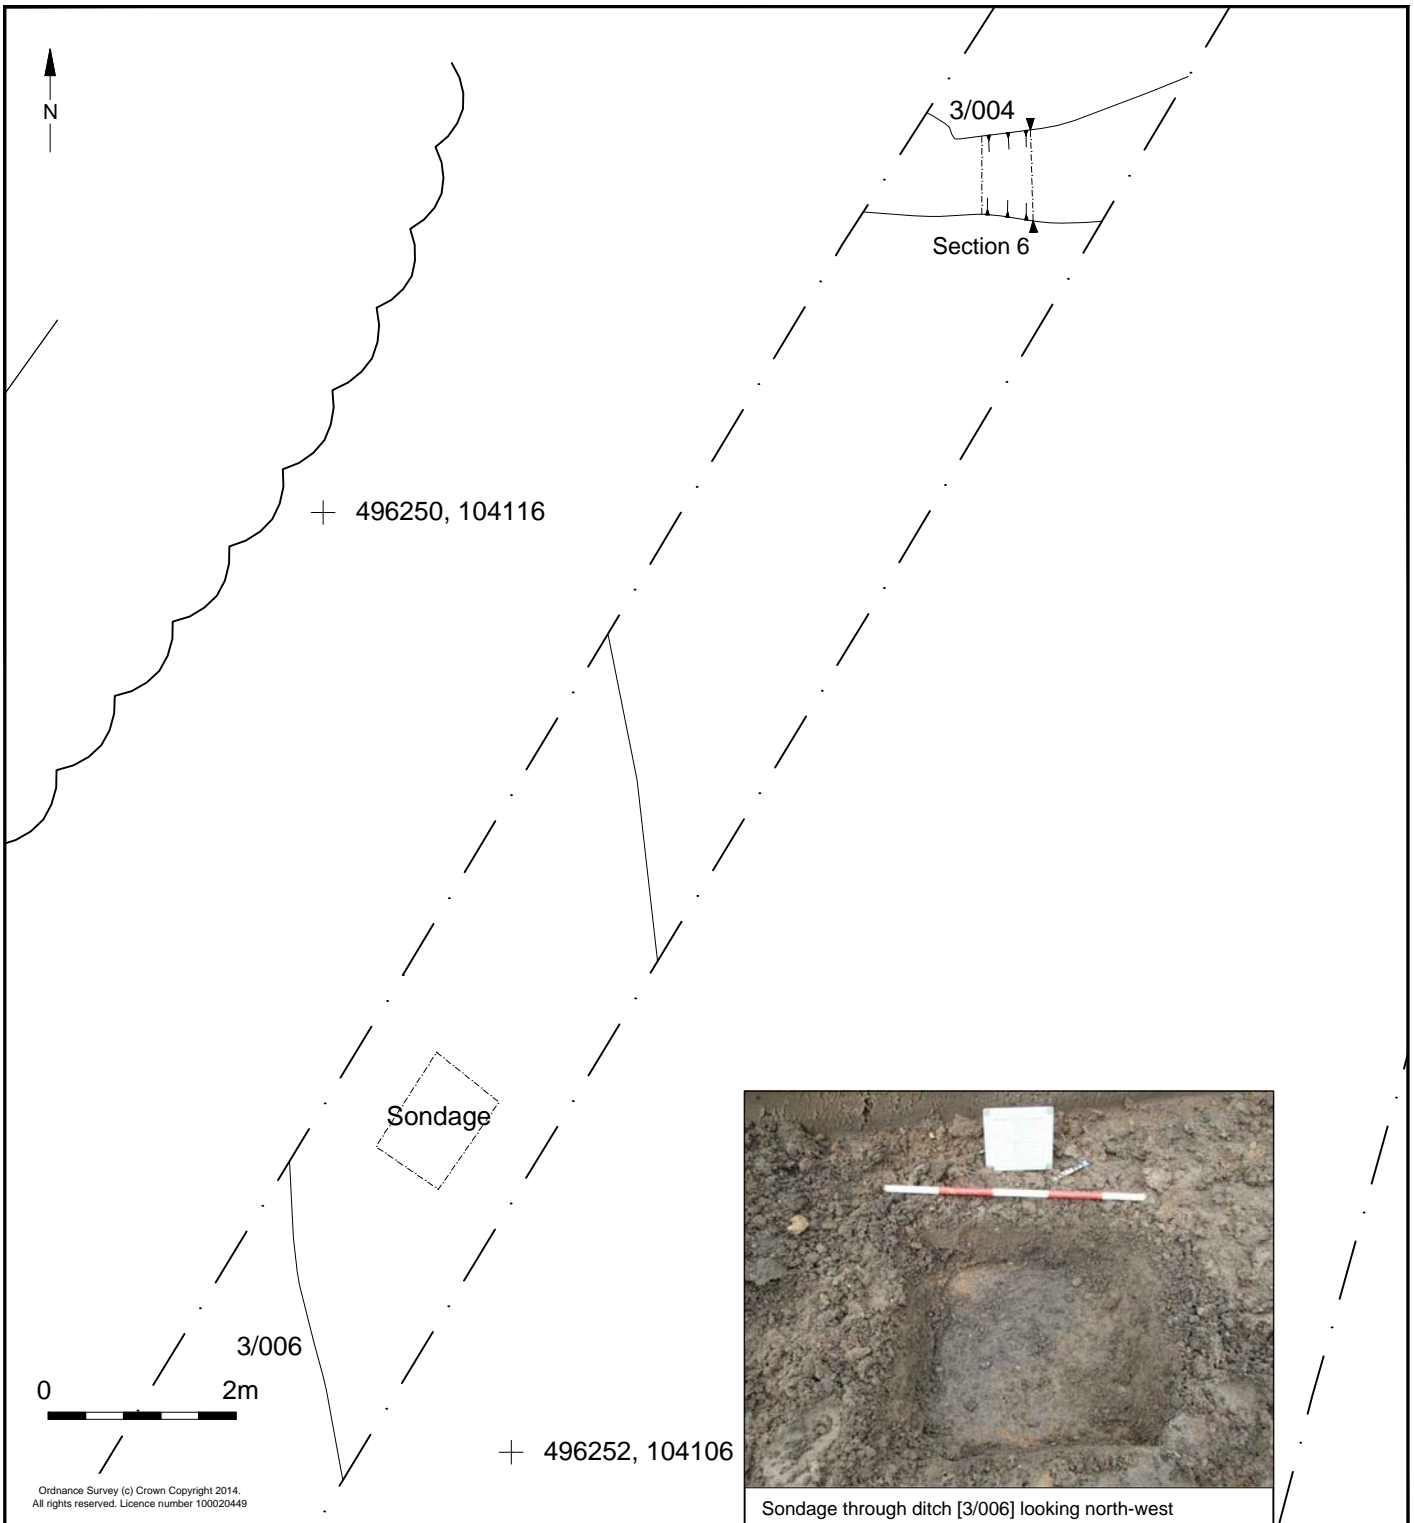 N
3/004
Section 6
496250, 104116
Sondage
3/006
0 2m
496252, 104106
Ordnance Survey (c) Crown Copyright 2014.
All rights reserved. Licence number 100020449
Sondage through ditch [3/006] looking north-west